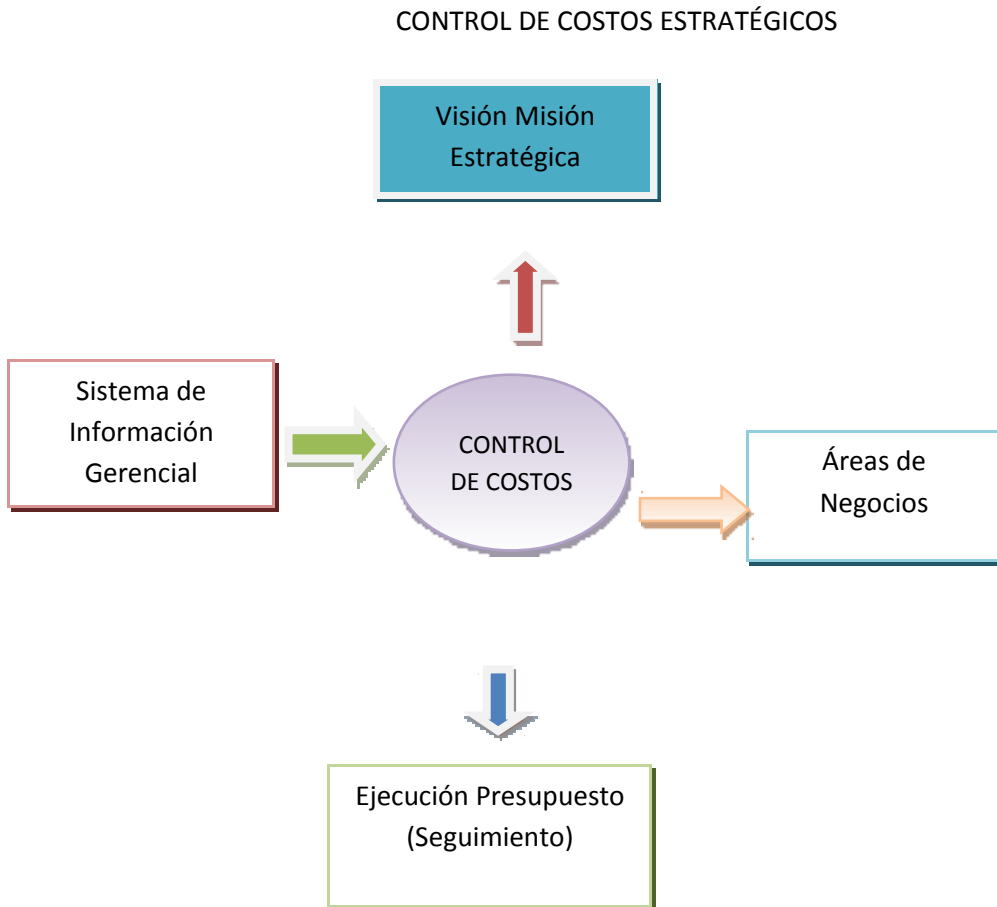 CONTROL DE COSTOS ESTRATÉGICOS
Visión Misión
Estratégica
Sistema de
Información
Gerencial
CONTROL
DE COSTOS
Áreas de
Negocios
Ejecución Presupuesto
(Seguimiento)